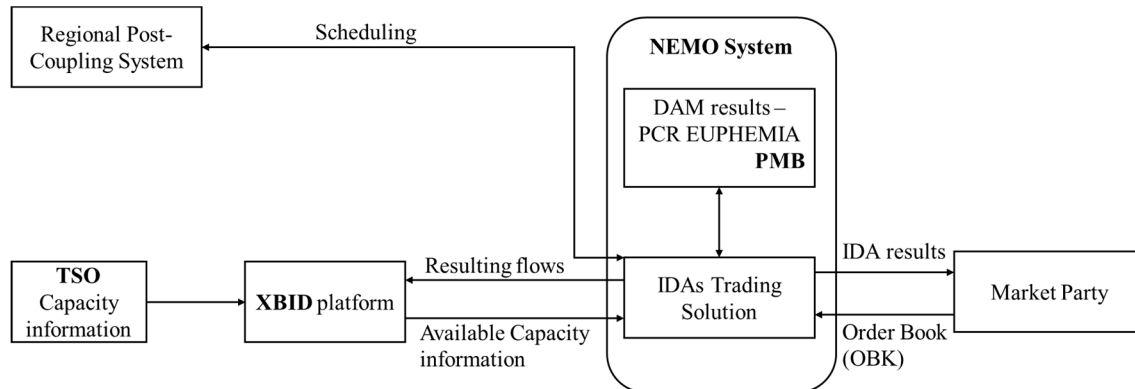 Regional Post-
Coupling System
Scheduling
NEMO System
DAM results –
PCR EUPHEMIA
PMB
TSO
Capacity
information
XBID platform
Resulting flows
Available Capacity
information
IDAs Trading
Solution
IDA results
Order Book
(OBK)
Market Party